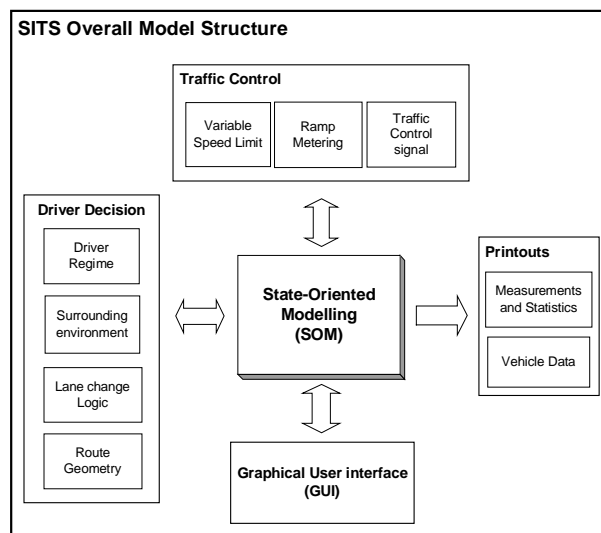 SITS Overall Model Structure
Traffic Control
Variable
Speed Limit
Ramp
Metering
Traffic
Control
signal
Driver Decision
Driver
Regime
Surrounding
environment
Lane change
Logic
Route
Geometry
State-Oriented
Modelling
(SOM)
Printouts
Measurements
and Statistics
Vehicle Data
Graphical User interface
(GUI)